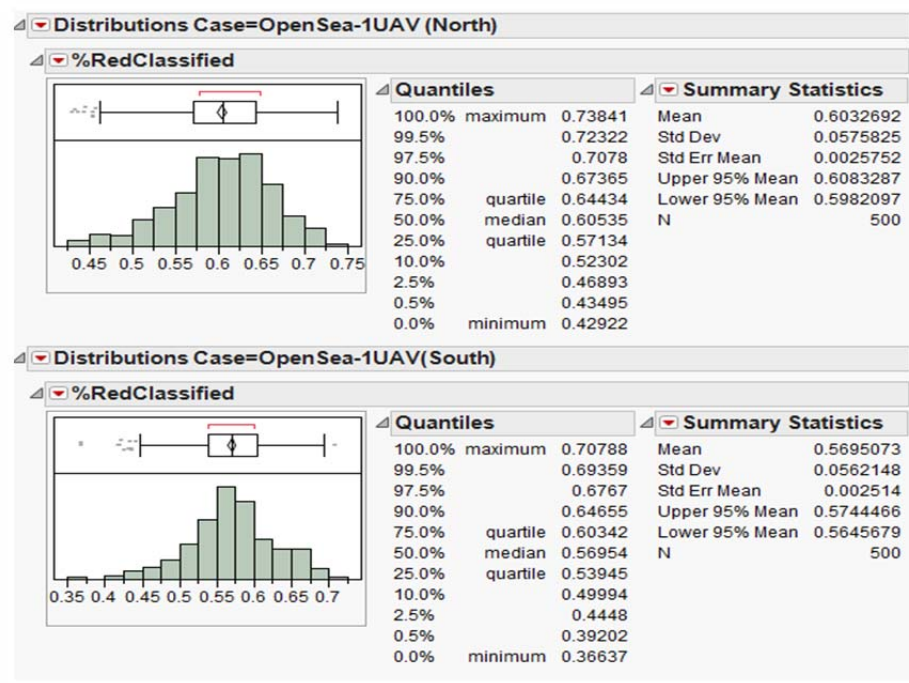 Distributions Case=OpenSea-1UAV (North)
%RedClassified
Quantiles
100.0% maximum 0.73841
99.5% 0.72322
97.5% 0.7078
90.0% 0.67365
75.0% quartile 0.64434
50.0% median 0.60535
25.0% quartile 0.57134
10.0% 0.52302
2.5% 0.46893
0.5% 0.43495
0.0% minimum 0.42922
Summary Statistics
Mean 0.6032692
Std Dev 0.0575825
Std Err Mean 0.0025752
Upper 95% Mean 0.6083287
Lower 95% Mean 0.5982097
N 500
0.45 0.5 0.55 0.6 0.65 0.7 0.75
Distributions Case=OpenSea-1UAV(South)
%RedClassified
Quantiles
100.0% maximum 0.70788
99.5% 0.69359
97.5% 0.6767
90.0% 0.64655
75.0% quartile 0.60342
50.0% median 0.56954
25.0% quartile 0.53945
10.0% 0.49994
2.5% 0.4448
0.5% 0.39202
0.0% minimum 0.36637
Summary Statistics
Mean 0.5695073
Std Dev 0.0562148
Std Err Mean 0.002514
Upper 95% Mean 0.5744466
Lower 95% Mean 0.5645679
N 500
0.35 0.4 0.45 0.5 0.55 0.6 0.65 0.7